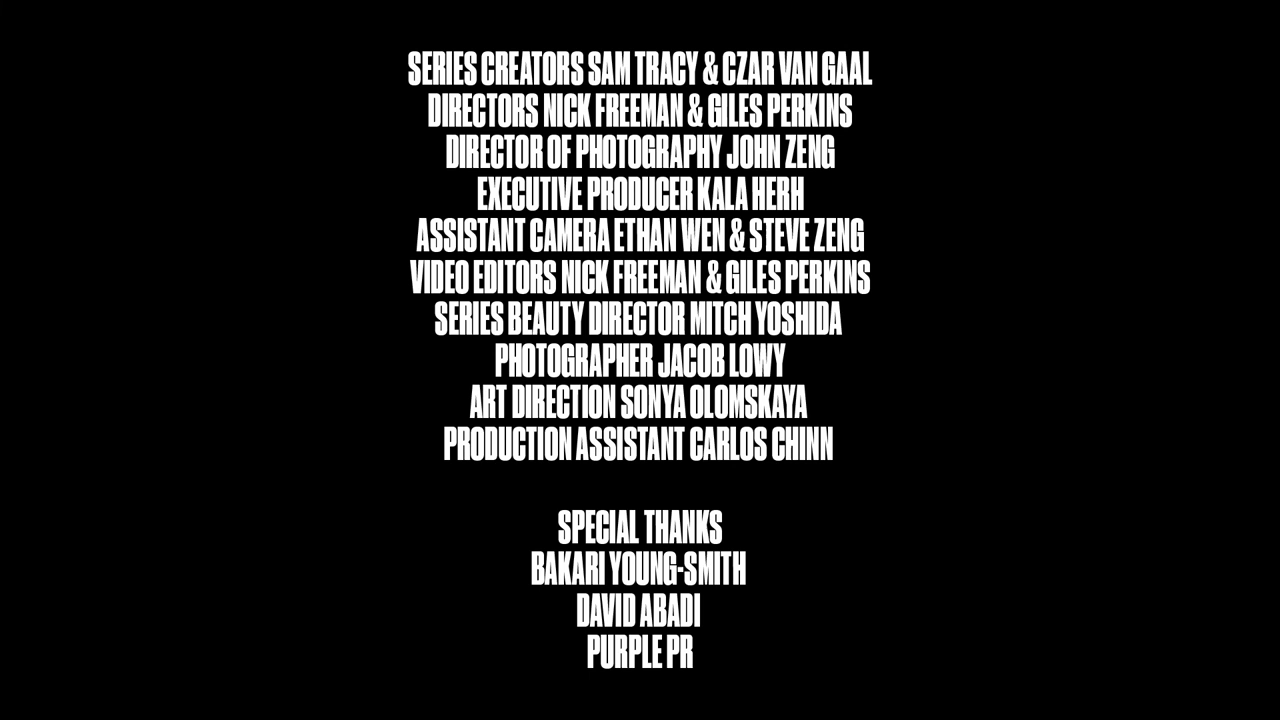 SERIES CREATORS SAM TRACY & CZAR VAN GAAL
DIRECTORS NICK FREEMAN & GILES PERKINS
DIRECTOR OF PHOTOGRAPHY JOHN ZENG
EXECUTIVE PRODUCER KALA HERH
ASSISTANT CAMERA ETHAN WEN & STEVE ZENG
VIDEO EDITORS NICK FREEMAN & GILES PERKINS
SERIES BEAUTY DIRECTOR MITCH YOSHIDA
PHOTOGRAPHER JACOB LOWY
ART DIRECTION SONYA OLOMSKAYA
PRODUCTION ASSISTANT CARLOS CHINN
SPECIAL THANKS
BAKARI YOUNG-SMITH
DAVID ABADI
PURPLE PR